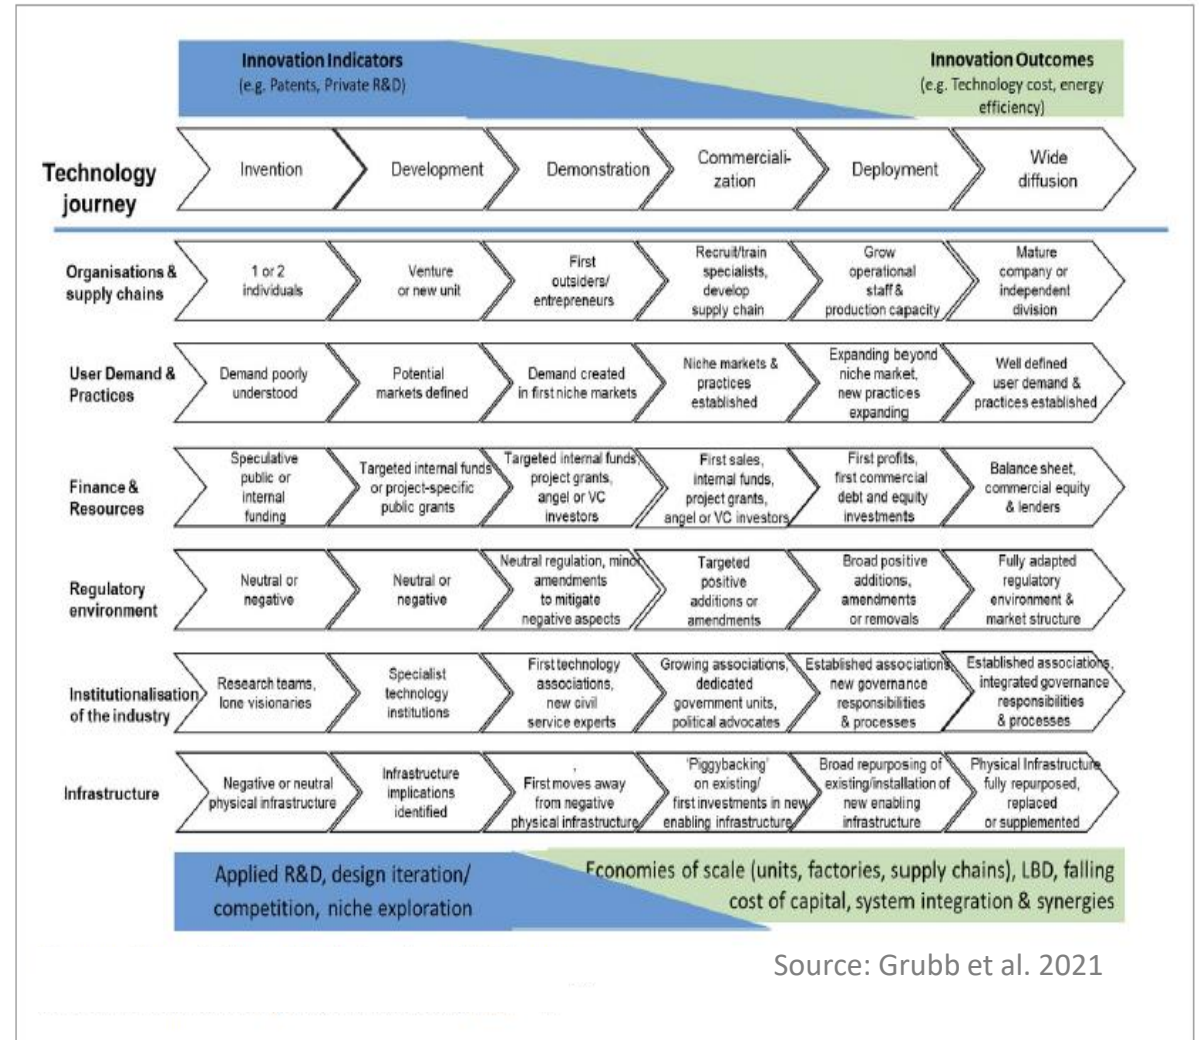 Innovation Indicators
(e.g. Patents, Private R&D)
Innovation Outcomes
(e.g. Technology cost, energy
efficiency)
Technology
journey
Invention
Development
Demonstration
Commerciali-
zation
Deployment
Wide
diffusion
Organisations &
supply chains
1 or 2
individuals
Venture
or new unit
First
outsiders/
entrepreneurs
Recruit/train
specialists,
develop
supply chain
Grow
operational
staff &
production capacity
Mature
company or
independent
division
User Demand &
Practices
Demand poorly
understood
Potential
markets defined
Demand created
in first niche markets
Niche markets &
practices
established
Expanding beyond
niche market,
new practices
expanding
Well defined
user demand &
practices established
Finance &
Resources
Speculative
public or
internal
funding
Targeted internal funds
or project-specific
public grants
Targeted internal funds,
project grants,
angel or VC
investors
First sales,
internal funds,
project grants,
angel or VC investors
First profits,
first commercial
debt and equity
investments
Balance sheet,
commercial equity
& lenders
Regulatory
environment
Neutral or
negative
Neutral or
negative
Neutral regulation, minor
amendments
to mitigate
negative aspects
Targeted
positive
additions or
amendments
Broad positive
additions,
amendments
or removals
Fully adapted
regulatory
environment &
market structure
Institutionalisation
of the industry
Research teams,
lone visionaries
Specialist
technology
institutions
First technology
associations,
new civil
service experts
Growing associations,
dedicated
government units,
political advocates
Established associations,
new governance
responsibilities
& processes
Established associations,
integrated governance
responsibilities
& processes
Infrastructure
Negative or neutral
physical infrastructure
Infrastructure
implications
identified
First moves away
from negative
physical infrastructure
'Piggybacking'
on existing/
first investments in new
enabling infrastructure
Broad repurposing of
existing/installation of
new enabling
infrastructure
Physical Infrastructure
fully repurposed,
replaced
or supplemented
Applied R&D, design iteration/
competition, niche exploration
Economies of scale (units, factories, supply chains), LBD, falling
cost of capital, system integration & synergies
Source: Grubb et al. 2021